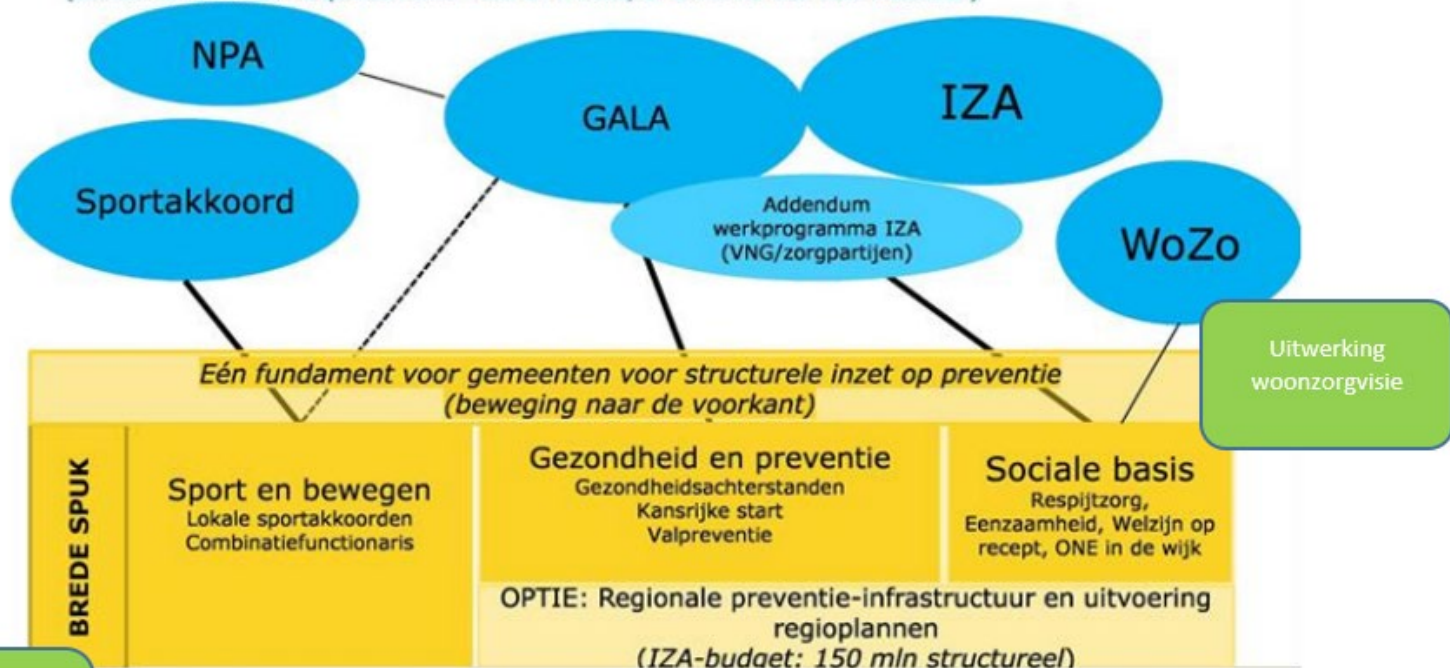 NPA
GALA
IZA
Sportakkoord
Addendum
werkprogramma IZA
(VNG/zorgpartijen)
WoZo
Uitwerking
woonzorgvisie
Eén fundament voor gemeenten voor structurele inzet op preventie
(beweging naar de voorkant)
BREDE SPUK
Sport en bewegen
Lokale sportakkoorden
Combinatiefunctionaris
Gezondheid en preventie
Gezondheidsachterstanden
Kansrijke start
Valpreventie
Sociale basis
Respijtzorg,
Eenzaamheid, Welzijn op
recept, ONE in de wijk
OPTIE: Regionale preventie-infrastructuur en uitvoering
regioplannen
(IZA-budget: 150 mln structureel)